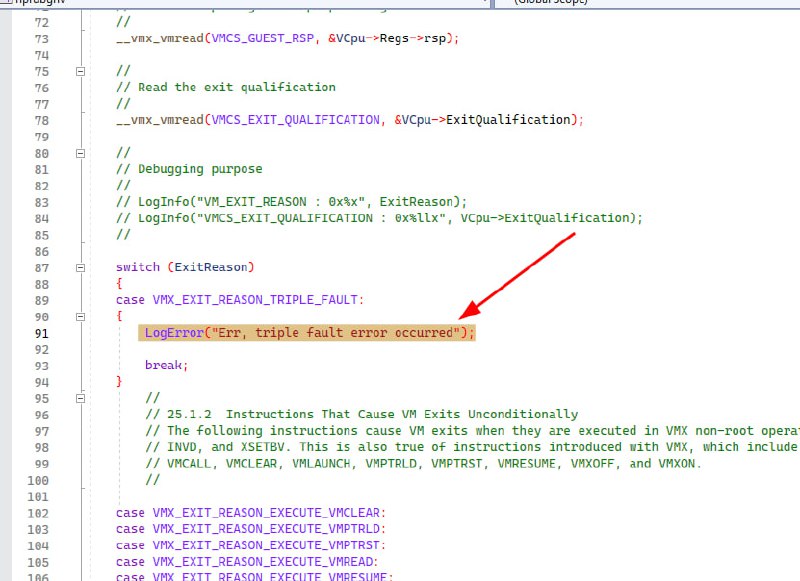 72 //
73 __vmx_vmread(VMCS_GUEST_RSP, &VCpu->Regs->rsp);
74
75 //
76 // Read the exit qualification
77 //
78 __vmx_vmread(VMCS_EXIT_QUALIFICATION, &VCpu->ExitQualification);
79
80 //
81 // Debugging purpose
82 //
83 // LogInfo("VM_EXIT_REASON : 0x%x", ExitReason);
84 // LogInfo("VMCS_EXIT_QUALIFICATION : 0x%llx", VCpu->ExitQualification);
85 //
86
87 switch (ExitReason)
88 {
89 case VMX_EXIT_REASON_TRIPLE_FAULT:
90 {
91 LogError("Err, triple fault error occurred");
92
93 break;
94 }
95 //
96 // 25.1.2 Instructions That Cause VM Exits Unconditionally
97 // The following instructions cause VM exits when they are executed in VMX non-root opera
98 // INVD, and XSETBV. This is also true of instructions introduced with VMX, which include
99 // VMCALL, VMCLEAR, VMLAUNCH, VMPTRLD, VMPTRST, VMRESUME, VMXOFF, and VMXON.
100 //
101
102 case VMX_EXIT_REASON_EXECUTE_VMCLEAR:
103 case VMX_EXIT_REASON_EXECUTE_VMPTRLD:
104 case VMX_EXIT_REASON_EXECUTE_VMPTRST:
105 case VMX_EXIT_REASON_EXECUTE_VMREAD:
106 case VMX_EXIT_REASON_EXECUTE_VMRESUME: